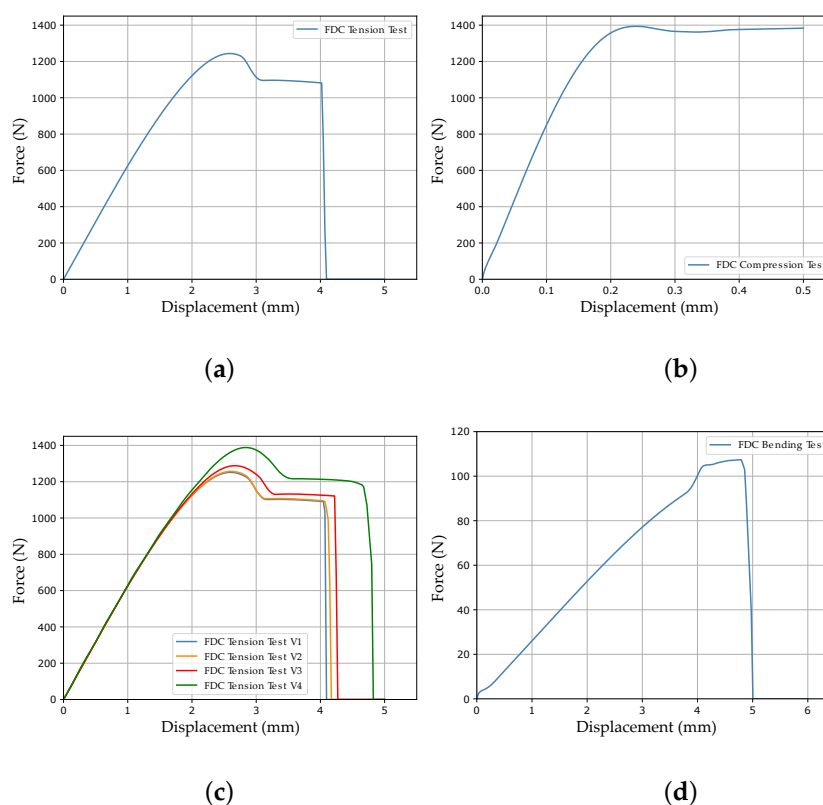 1400
1200
1000
800
600
400
200
0
Force (N)
FDC Tension Test
0 1 2 3 4 5
Displacement (mm)
(a)
1400
1200
1000
800
600
400
200
0
Force (N)
FDC Compression Tes
0.0 0.1 0.2 0.3 0.4 0.5
Displacement (mm)
(b)
1400
1200
1000
800
600
400
200
0
Force (N)
FDC Tension Test V1
FDC Tension Test V2
FDC Tension Test V3
FDC Tension Test V4
0 1 2 3 4 5
Displacement (mm)
(c)
120
100
80
60
40
20
0
Force (N)
FDC Bending Tes
0 1 2 3 4 5 6
Displacement (mm)
(d)